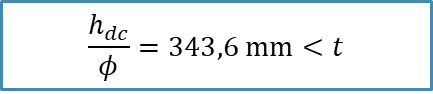 h_dc / ϕ = 343,6 mm < t